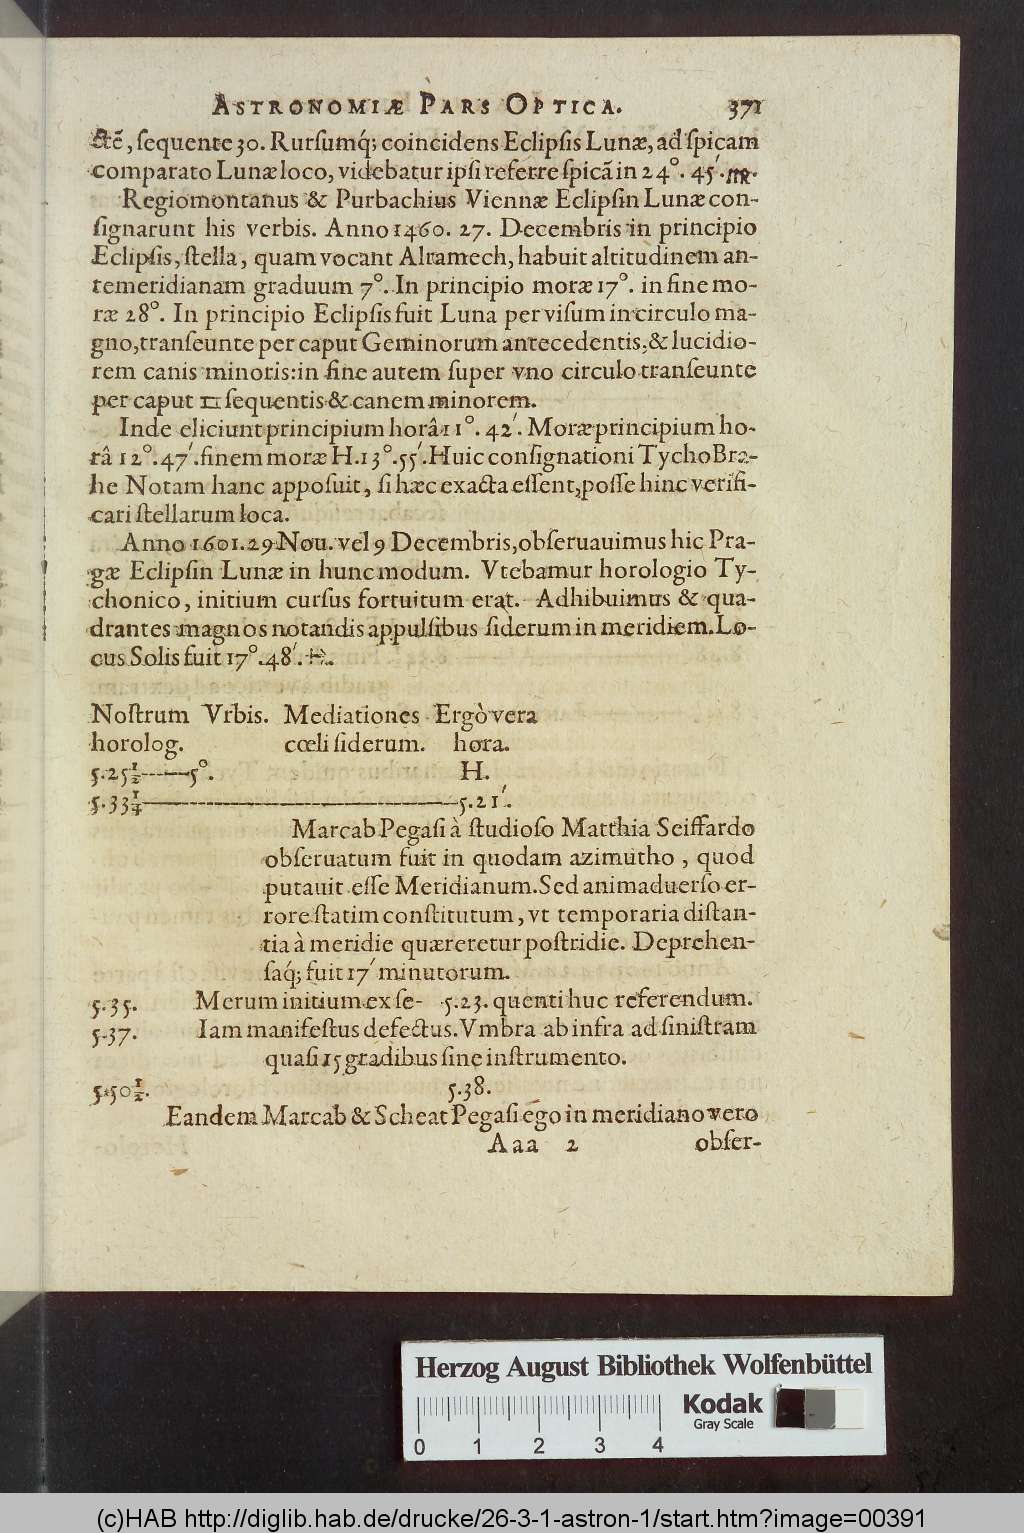 ASTRONOMIÆ PARS OPTICA. 371
ctẽ, ſequente 30. Rurſumq́; coincidens Eclipſis Lunæ, ad ſpicam
comparato Lunæ loco, videbatur ipſi referre ſpicã in 24°. 45′. ♍.
Regiomontanus & Purbachius Viennæ Eclipſin Lunæ con-
ſignarunt his verbis. Anno 1460. 27. Decembris in principio
Eclipſis, ſtella, quam vocant Alramech, habuit altitudinem an-
temeridianam graduum 7°. In principio moræ 17°. in fine mo-
ræ 28°. In principio Eclipſis fuit Luna per viſum in circulo ma-
gno, tranſeunte per caput Geminorum antecedentis, & lucidio-
rem canis minoris: in fine autem ſuper vno circulo tranſeunte
per caput ♊ ſequentis & canem minorem.
Inde eliciunt principium horâ 11°. 42′. Moræ principium ho-
râ 12°. 47′. finem moræ H. 13°. 55′. Huic conſignationi Tycho Bra-
he Notam hanc appoſuit, ſi hæc exacta eſſent, poſſe hinc verifi-
cari ſtellarum loca.
Anno 1601. 29 Nou. vel 9 Decembris, obſeruauimus hic Pra-
gæ Eclipſin Lunæ in hunc modum. Vtebamur horologio Ty-
chonico, initium curſus fortuitum erat. Adhibuimus & qua-
drantes magnos notandis appulſibus ſiderum in meridiem. Lo-
cus Solis fuit 17°. 48′. ♐.
Noſtrum Vrbis. Mediationes Ergò vera
horolog. cœli ſiderum. hora.
5. 25 1/2 ------ 5°. H.
5. 33 1/4 ------------------------ 5. 21′.
Marcab Pegaſi à ſtudioſo Matthia Seiffardo
obſeruatum fuit in quodam azimutho, quod
putauit eſſe Meridianum. Sed animaduerſo er-
rore ſtatim conſtitutum, vt temporaria diſtan-
tia à meridie quæreretur poſtridie. Deprehen-
ſaq́; fuit 17′ minutorum.
5. 35. Merum initium ex ſe- 5. 23. quenti huc referendum.
5. 37. Iam manifeſtus defectus. Vmbra ab infra ad ſiniſtram
quaſi 15 gradibus ſine inſtrumento.
5. 50 1/2. 5. 38.
Eandem Marcab & Scheat Pegaſi ego in meridiano vero
Aaa 2 obſer-
Herzog August Bibliothek Wolfenbüttel
Kodak
Gray Scale
0 1 2 3 4
(c)HAB http://diglib.hab.de/drucke/26-3-1-astron-1/start.htm?image=00391